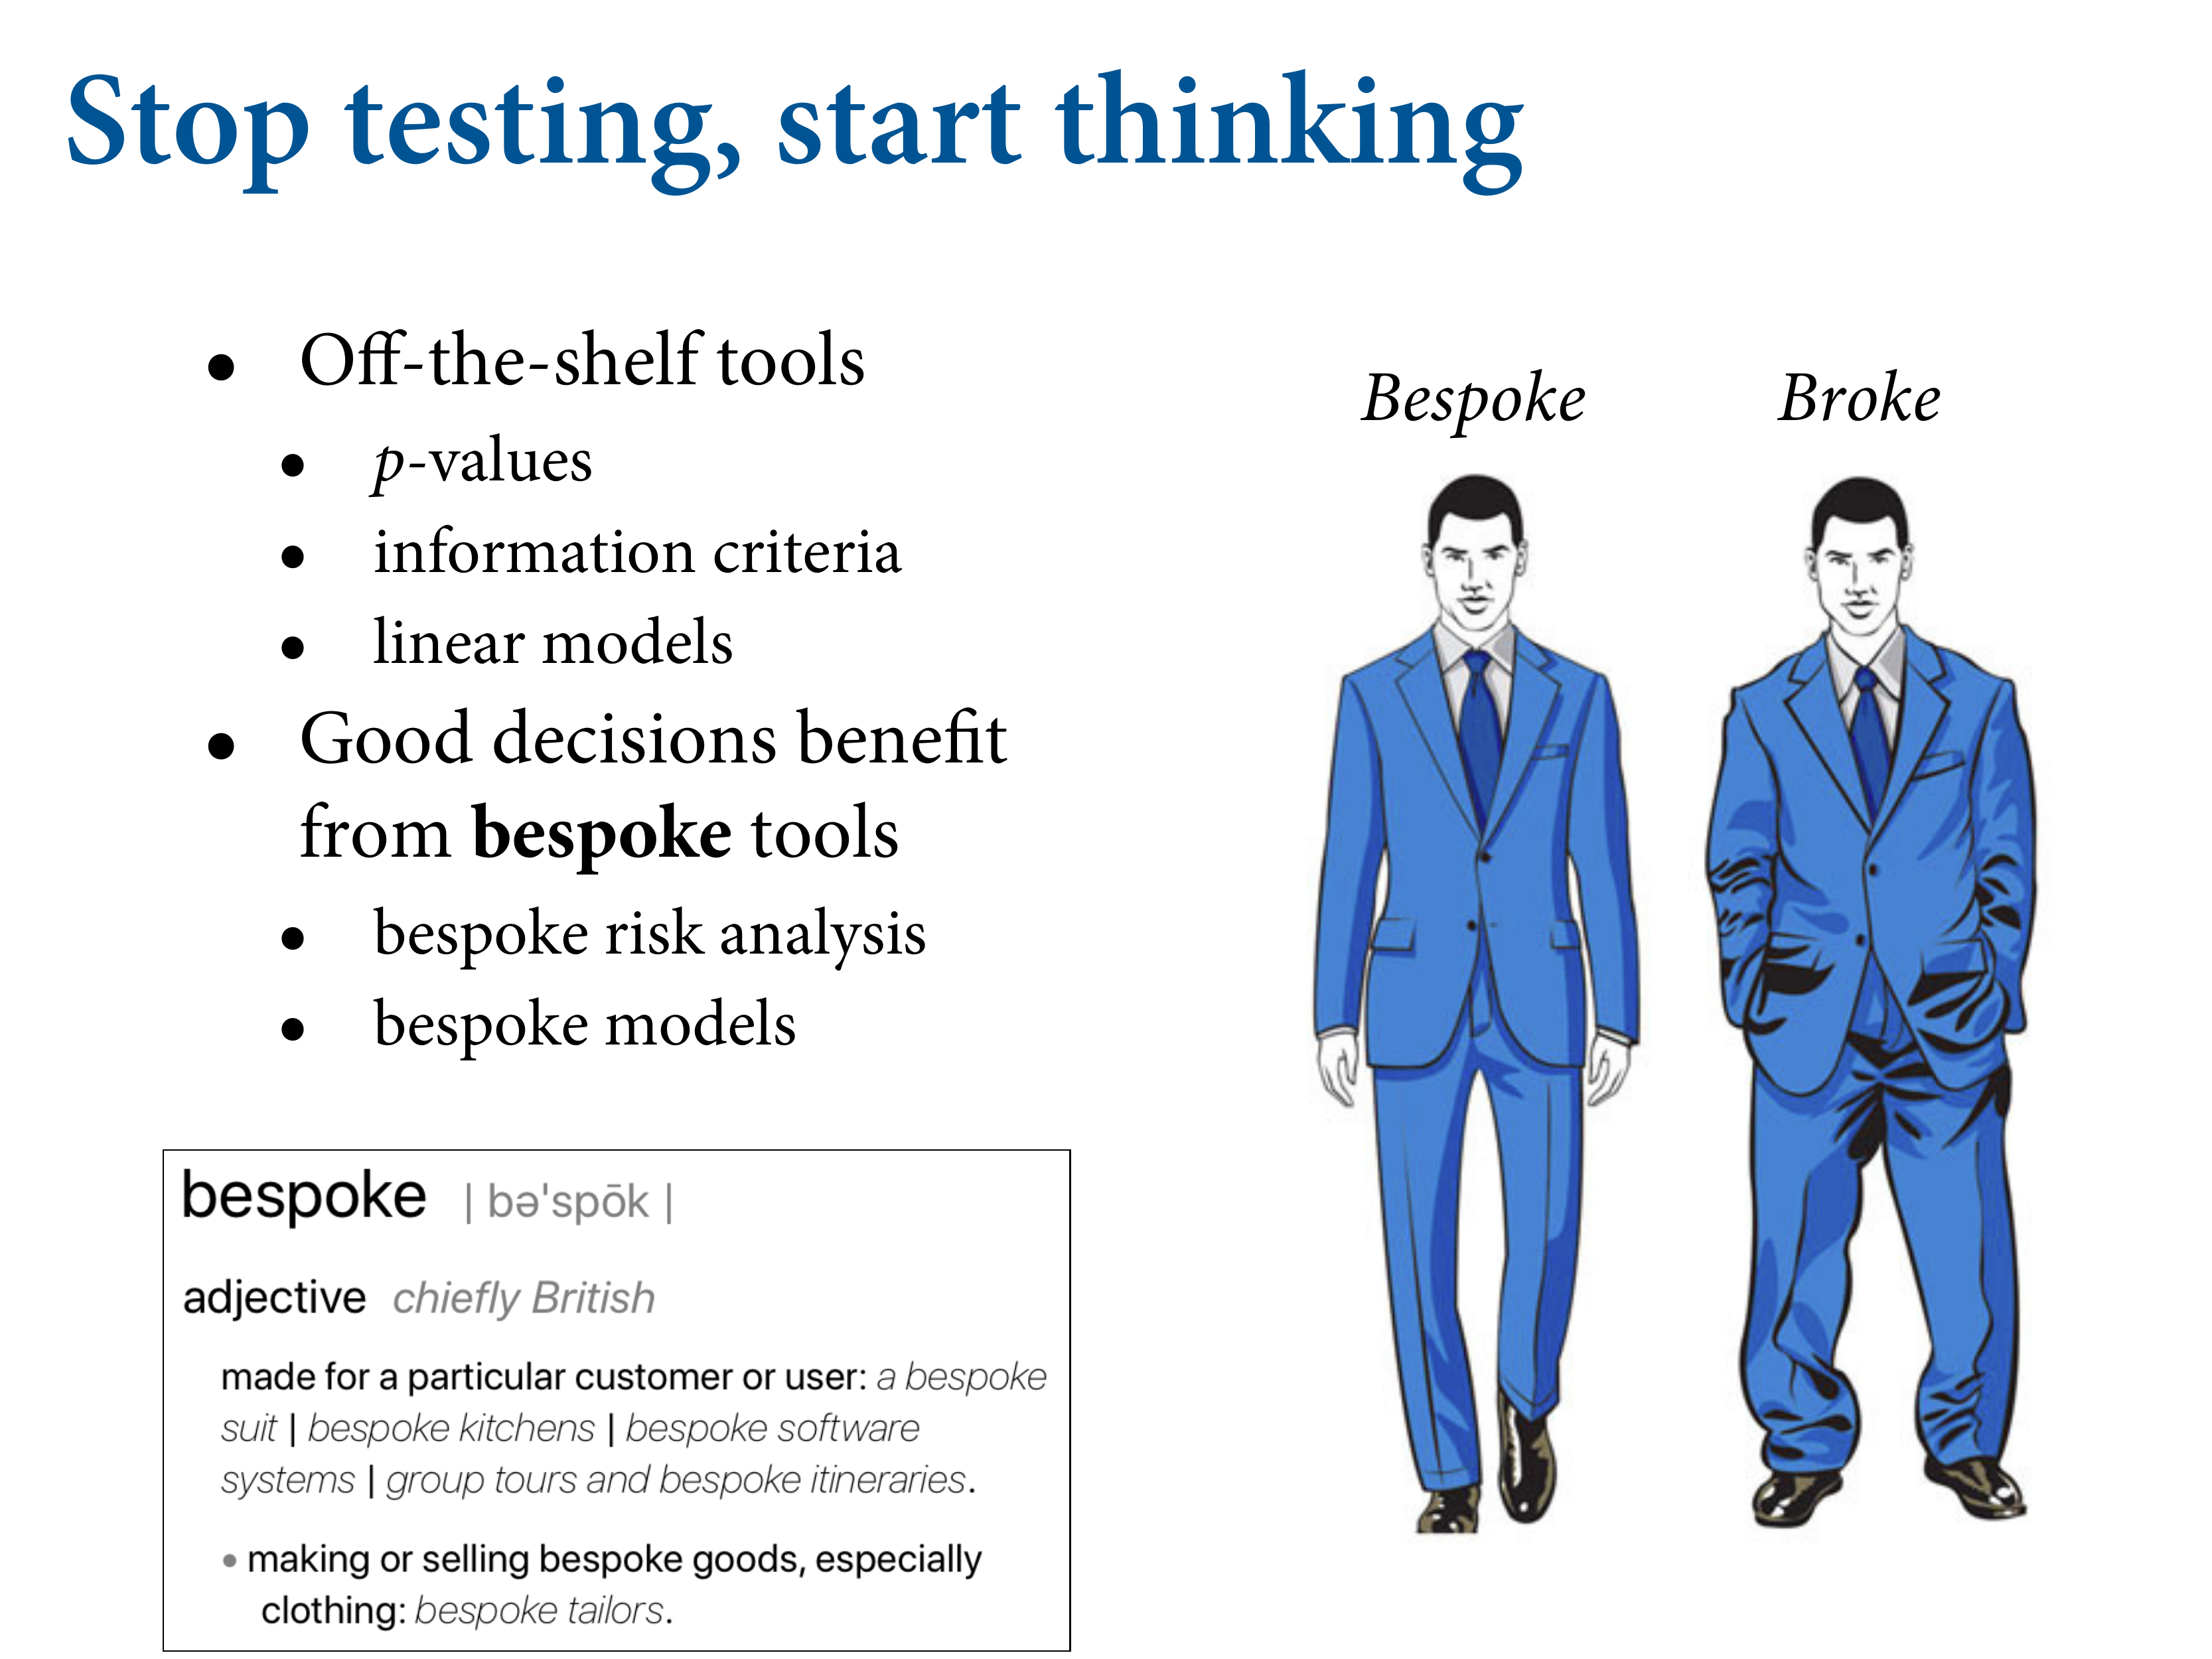 Stop testing, start thinking
• Off-the-shelf tools
• p-values
• information criteria
• linear models
• Good decisions benefit
from bespoke tools
• bespoke risk analysis
• bespoke models
Bespoke
Broke
bespoke | bəˈspōk |
adjective chiefly British
made for a particular customer or user: a bespoke
suit | bespoke kitchens | bespoke software
systems | group tours and bespoke itineraries.
• making or selling bespoke goods, especially
clothing: bespoke tailors.